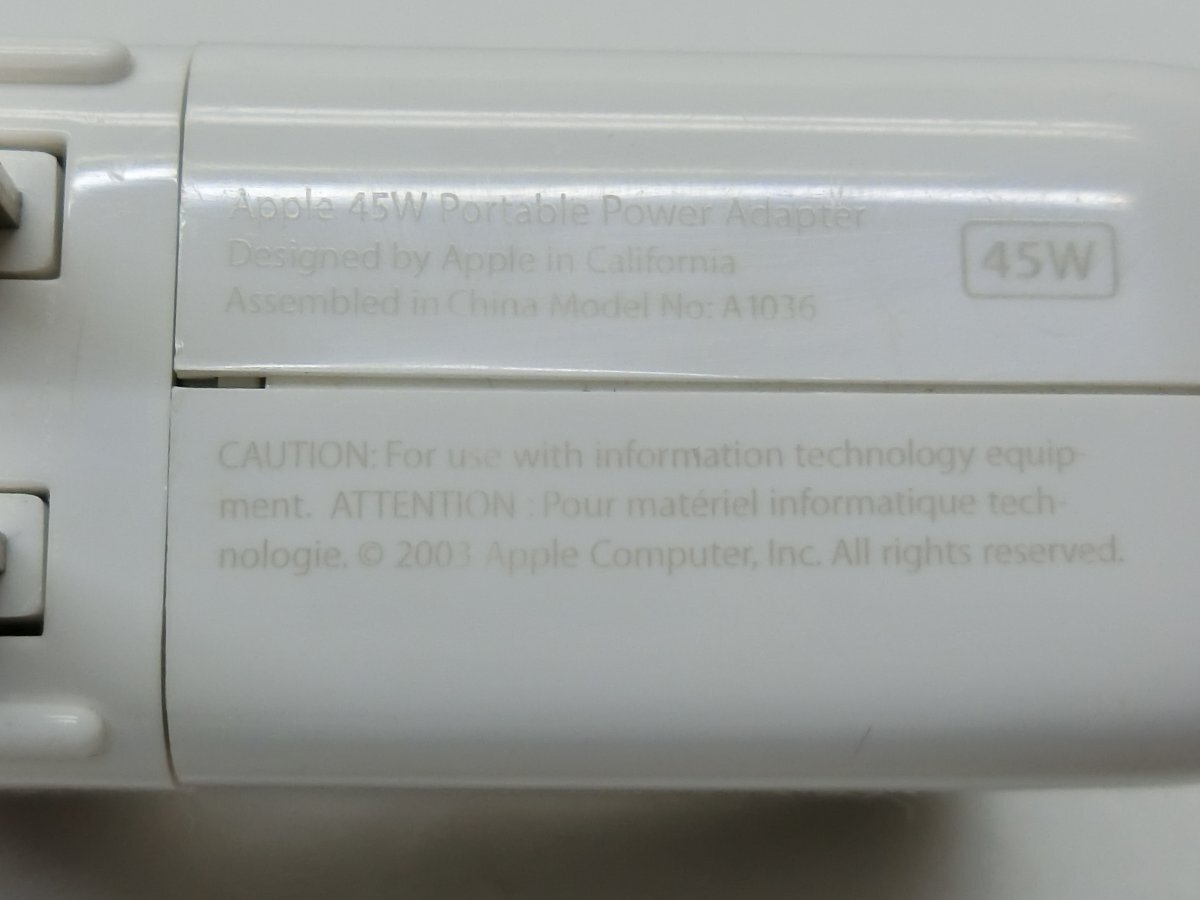 Apple 45W Portable Power Adapter
Designed by Apple in California
Assembled in China Model No: A1036
45W
CAUTION: For use with information technology equip-
ment. ATTENTION : Pour matériel informatique tech-
nologie. © 2003 Apple Computer, Inc. All rights reserved.